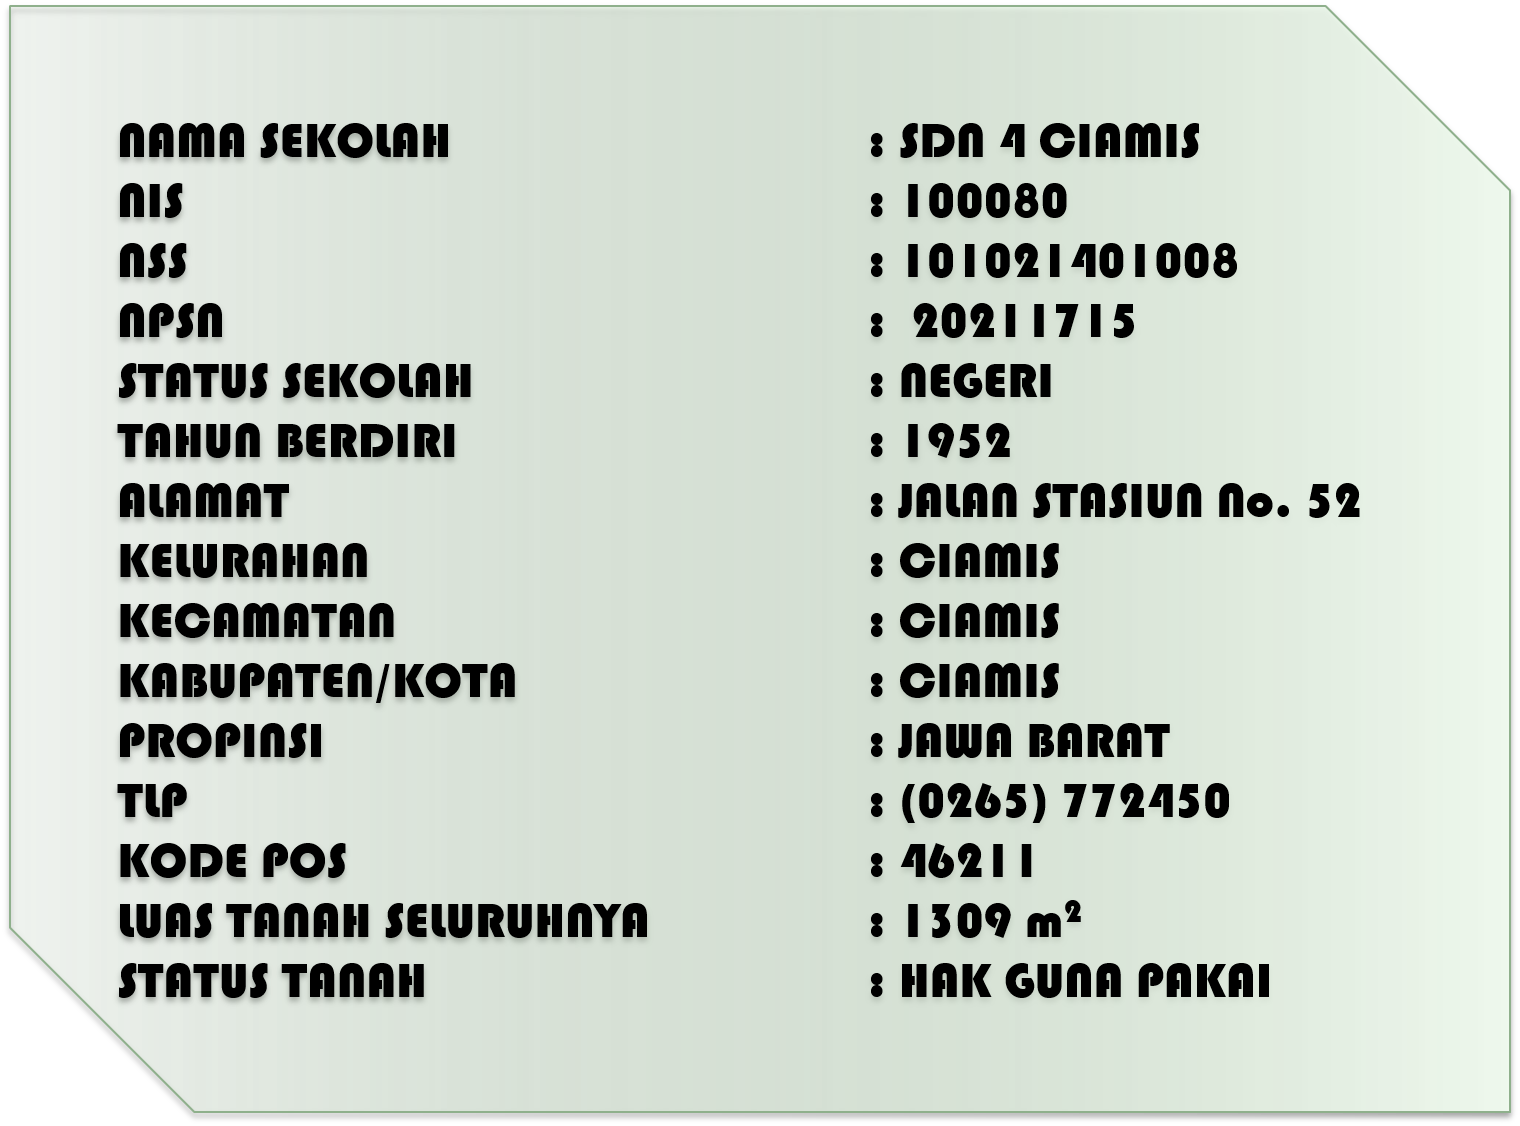 NAMA SEKOLAH : SDN 4 CIAMIS
NIS : 100080
NSS : 101021401008
NPSN : 20211715
STATUS SEKOLAH : NEGERI
TAHUN BERDIRI : 1952
ALAMAT : JALAN STASIUN No. 52
KELURAHAN : CIAMIS
KECAMATAN : CIAMIS
KABUPATEN/KOTA : CIAMIS
PROPINSI : JAWA BARAT
TLP : (0265) 772450
KODE POS : 46211
LUAS TANAH SELURUHNYA : 1309 m²
STATUS TANAH : HAK GUNA PAKAI